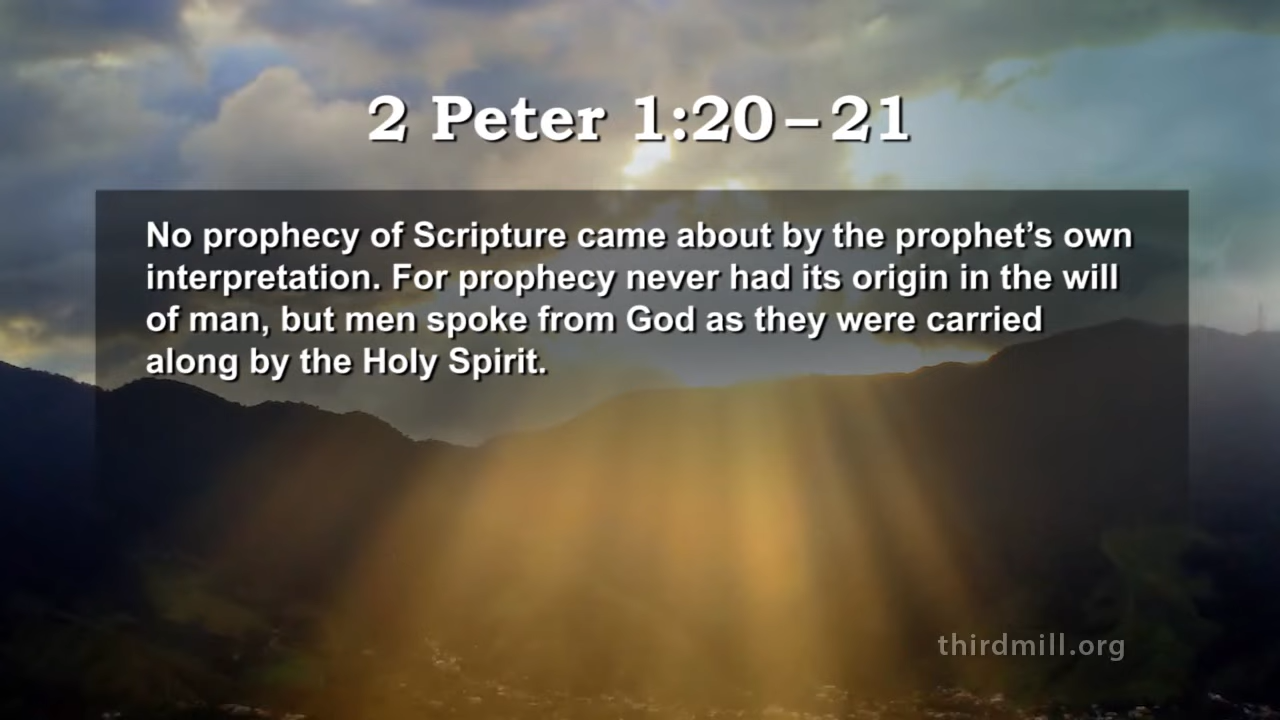 2 Peter 1:20–21
No prophecy of Scripture came about by the prophet’s own
interpretation. For prophecy never had its origin in the will
of man, but men spoke from God as they were carried
along by the Holy Spirit.
thirdmill.org